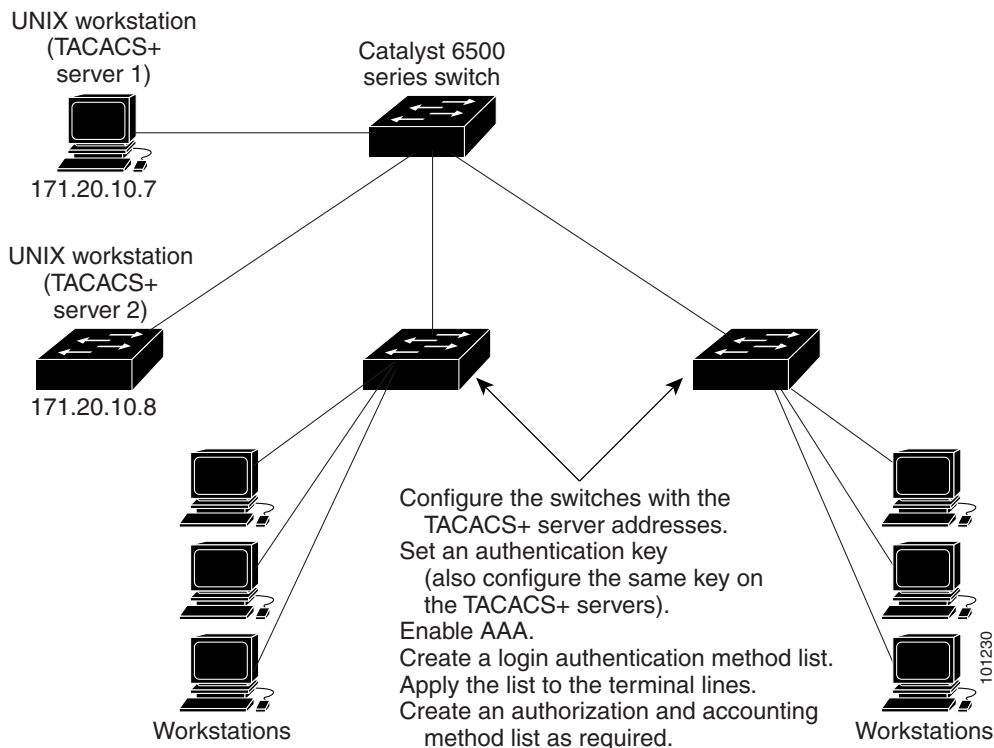 UNIX workstation
(TACACS+
server 1)
Catalyst 6500
series switch
171.20.10.7
UNIX workstation
(TACACS+
server 2)
171.20.10.8
Configure the switches with the
TACACS+ server addresses.
Set an authentication key
(also configure the same key on
the TACACS+ servers).
Enable AAA.
Create a login authentication method list.
Apply the list to the terminal lines.
Create an authorization and accounting
method list as required.
Workstations
Workstations
101230